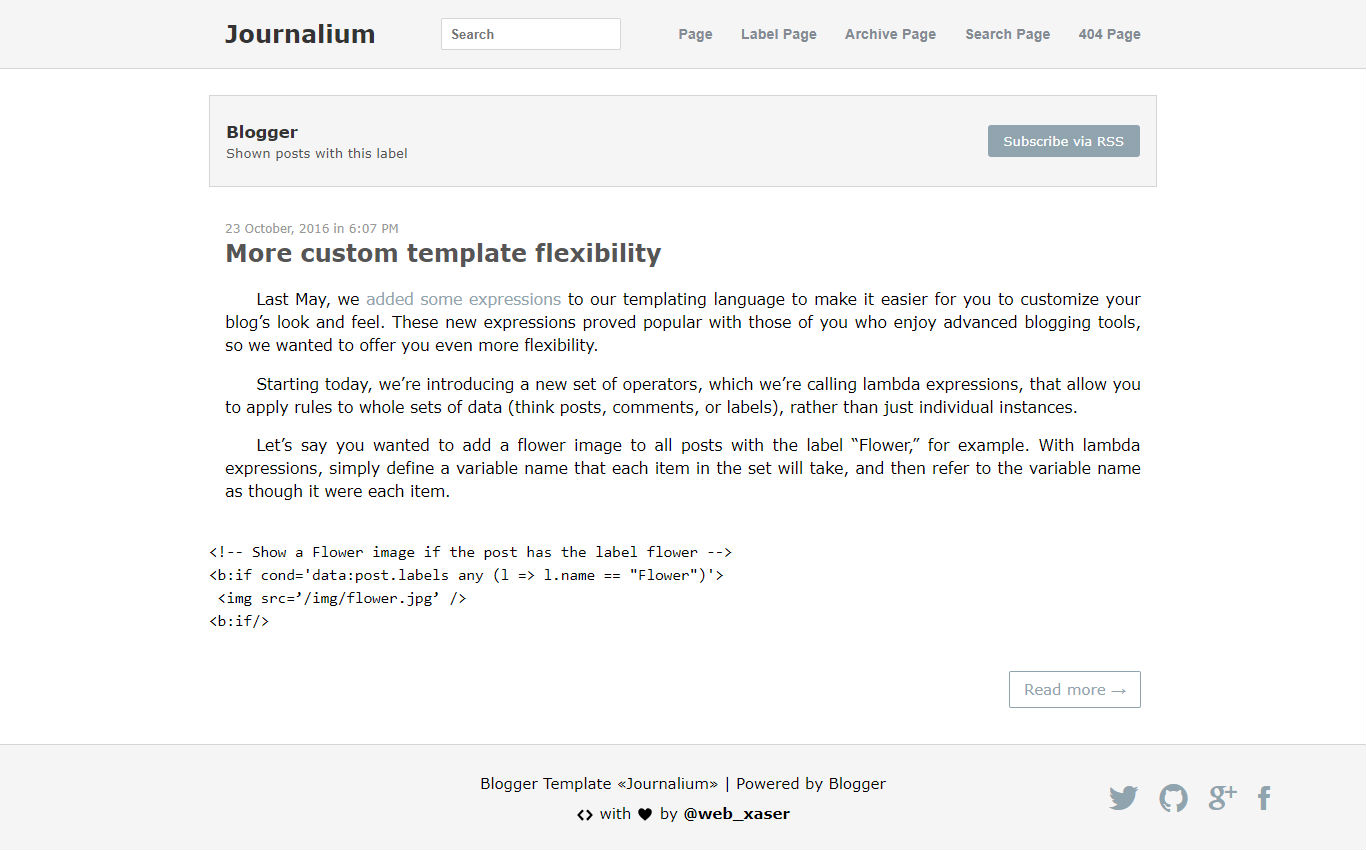 Journalium
Search
Page
Label Page
Archive Page
Search Page
404 Page
Blogger
Shown posts with this label
Subscribe via RSS
23 October, 2016 in 6:07 PM
More custom template flexibility
Last May, we added some expressions to our templating language to make it easier for you to customize your
blog’s look and feel. These new expressions proved popular with those of you who enjoy advanced blogging tools,
so we wanted to offer you even more flexibility.
Starting today, we’re introducing a new set of operators, which we’re calling lambda expressions, that allow you
to apply rules to whole sets of data (think posts, comments, or labels), rather than just individual instances.
Let’s say you wanted to add a flower image to all posts with the label “Flower,” for example. With lambda
expressions, simply define a variable name that each item in the set will take, and then refer to the variable name
as though it were each item.
<!-- Show a Flower image if the post has the label flower -->
<b:if cond='data:post.labels any (l => l.name == "Flower")'>
 <img src=’/img/flower.jpg’ />
<b:if/>
Read more →
Blogger Template «Journalium» | Powered by Blogger
<> with ♥ by @web_xaser